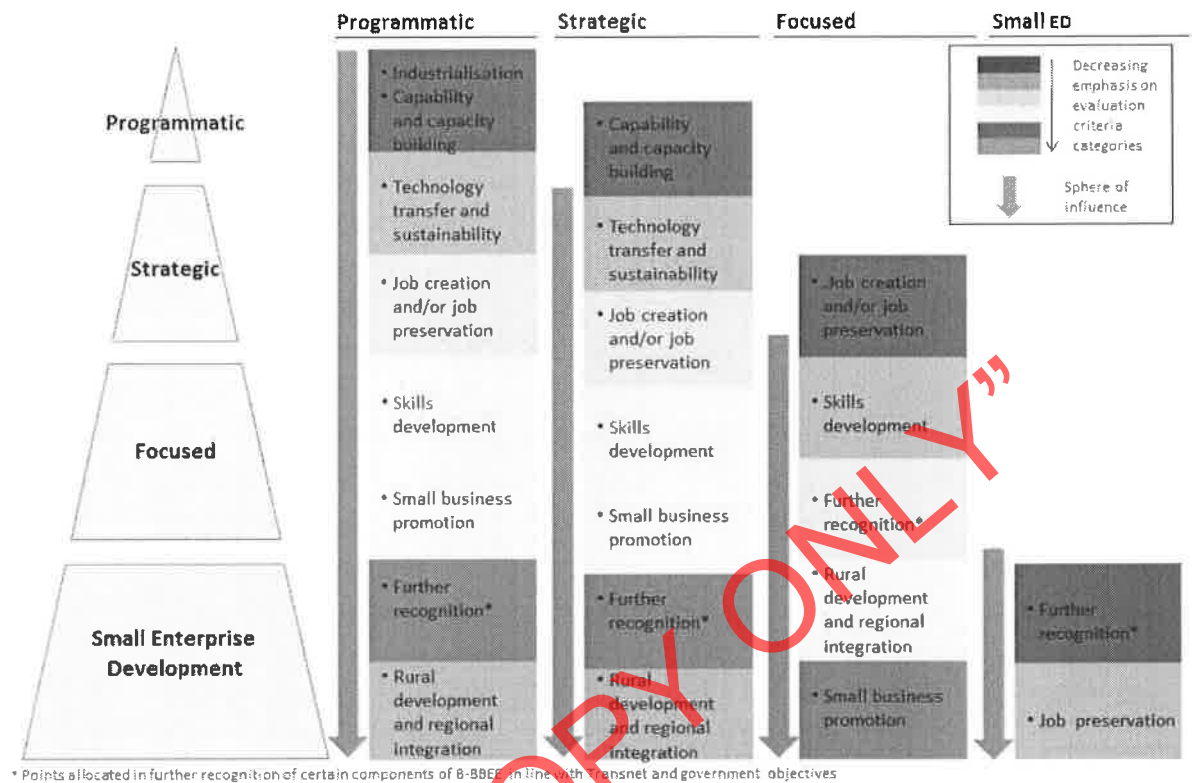 Programmatic
Strategic
Focused
Small ED
Programmatic
Strategic
Focused
Small Enterprise
Development
• Industrialisation
• Capability
and capacity
building
• Technology
transfer and
sustainability
• Job creation
and/or job
preservation
• Skills
development
• Small business
promotion
• Further
recognition*
• Rural
development
and regional
integration
• Capability
and capacity
building
• Technology
transfer and
sustainability
• Job creation
and/or job
preservation
• Skills
development
• Small business
promotion
• Further
recognition*
• Rural
development
and regional
integration
• Job creation
and/or job
preservation
• Skills
development
• Further
recognition*
• Rural
development
and regional
integration
• Small business
promotion
• Further
recognition*
• Job preservation
Decreasing
emphasis on
evaluation
criteria
categories
Sphere of
influence
OPY ONLY”
* Points allocated in further recognition of certain components of B-BBEE in line with Transnet and government objectives